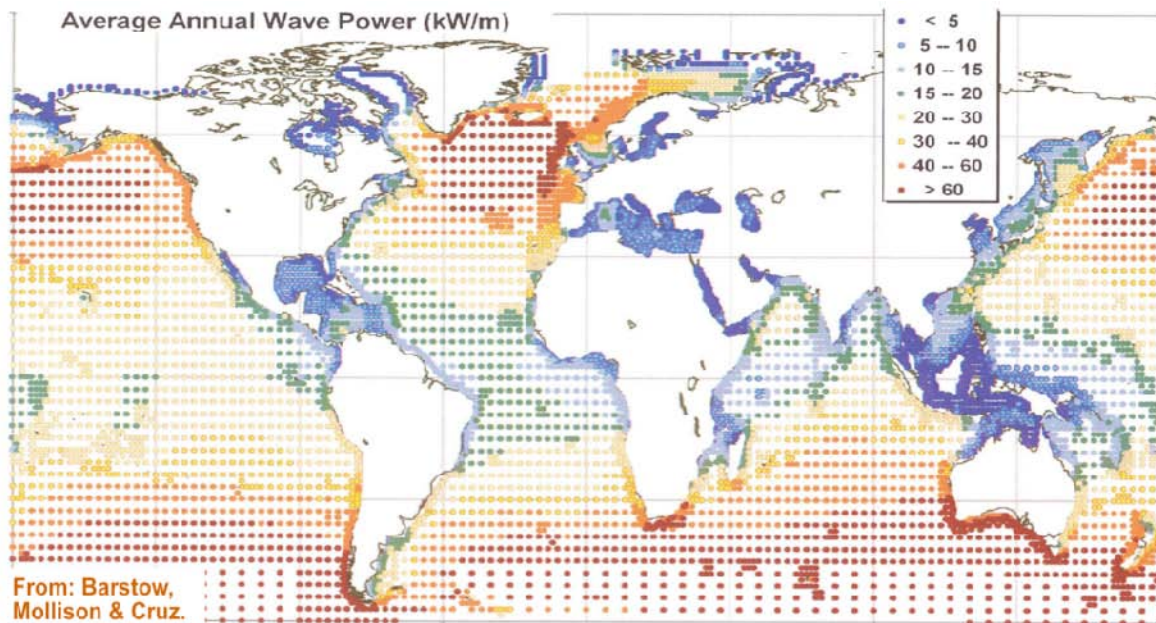 Average Annual Wave Power (kW/m)
< 5
5 -- 10
10 -- 15
15 -- 20
20 -- 30
30 -- 40
40 -- 60
> 60
From: Barstow,
Mollison & Cruz.